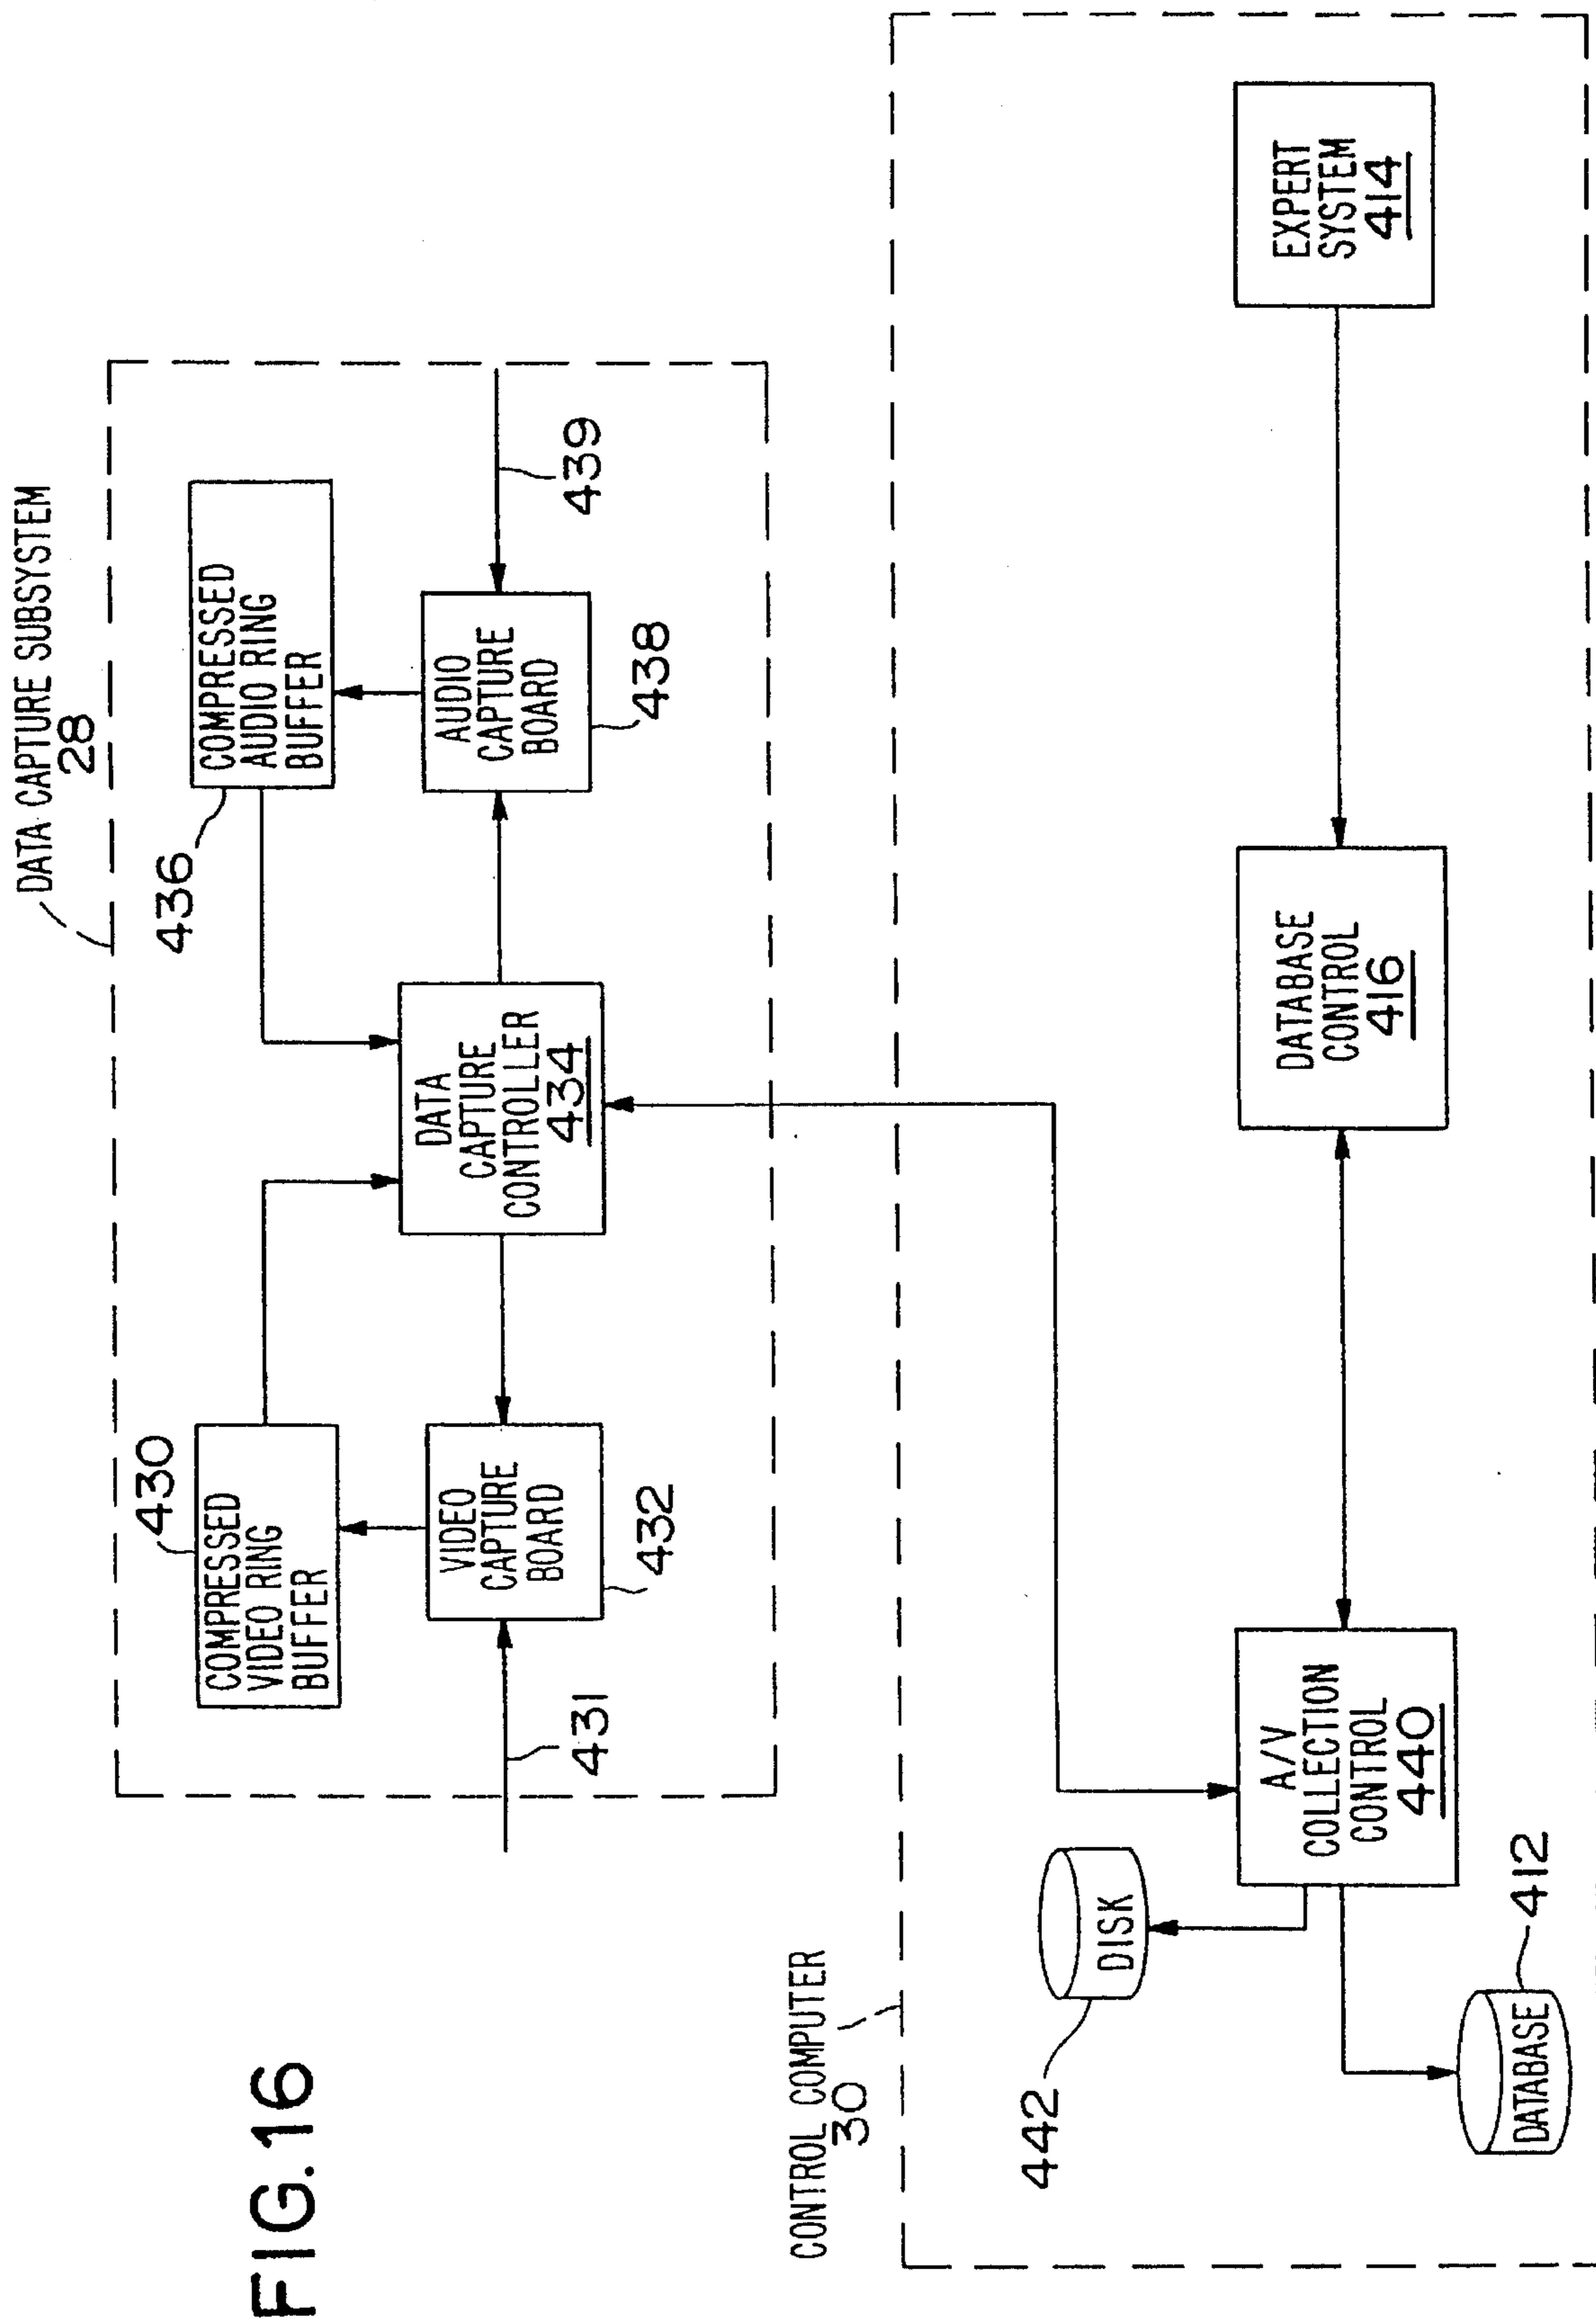 FIG.16
DATA CAPTURE SUBSYSTEM
28
COMPRESSED
VIDEO RING
BUFFER
430
436
COMPRESSED
AUDIO RING
BUFFER
431
VIDEO
CAPTURE
BOARD
432
DATA
CAPTURE
CONTROLLER
434
AUDIO
CAPTURE
BOARD
438
439
CONTROL COMPUTER
30
442
DISK
DATABASE
412
A/V
COLLECTION
CONTROL
440
DATABASE
CONTROL
416
EXPERT
SYSTEM
414